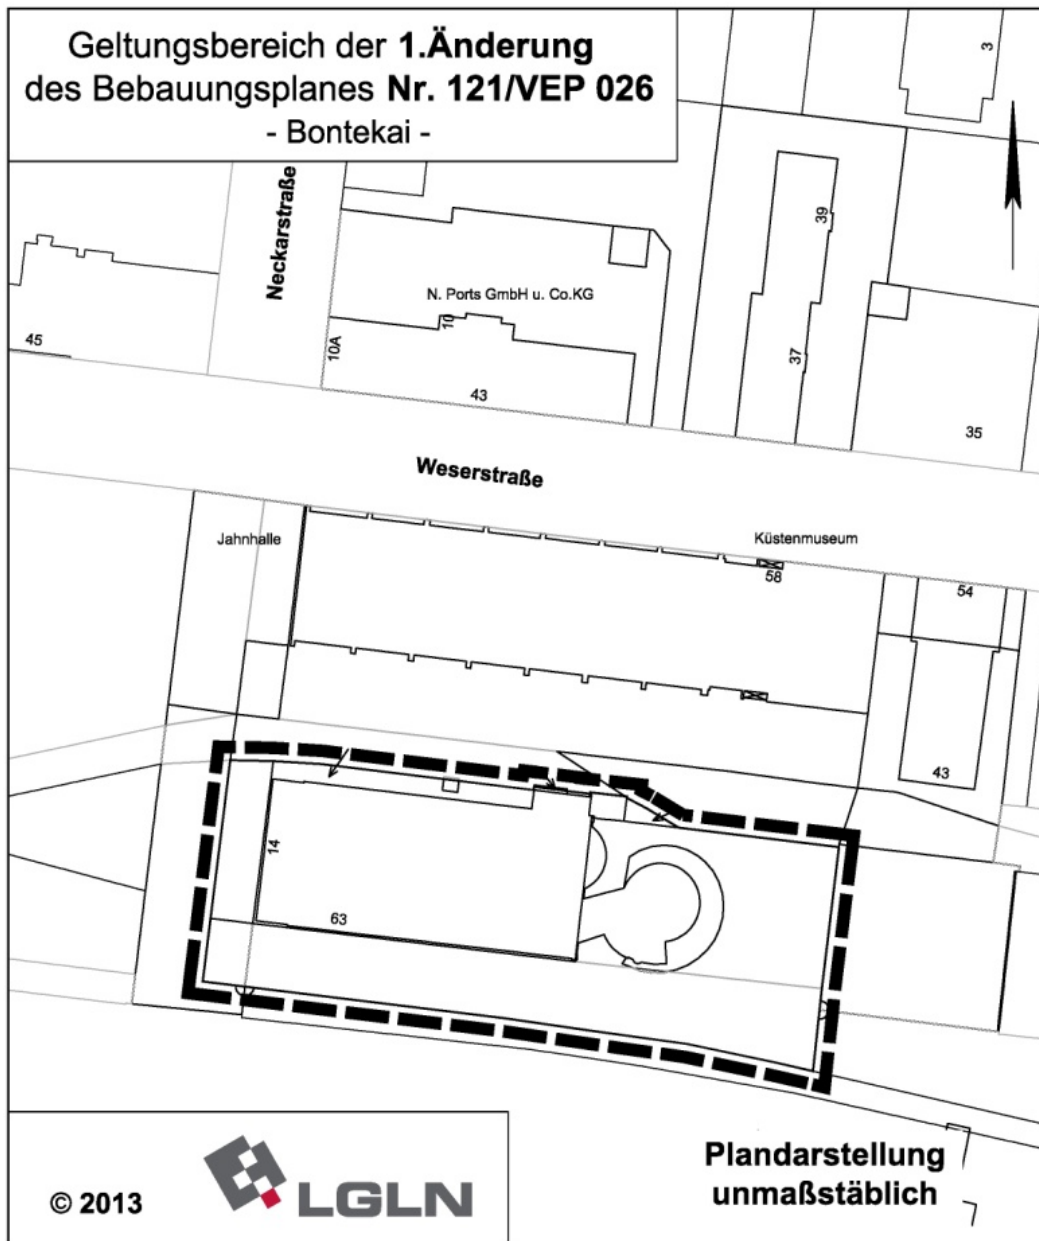 Geltungsbereich der 1.Änderung
des Bebauungsplanes Nr. 121/VEP 026
- Bontekai -
3
Neckarstraße
39
N. Ports GmbH u. Co.KG
10
10A
45
37
43
35
Weserstraße
Jahnhalle
Küstenmuseum
58
54
43
14
63
Plandarstellung
unmaßstäblich
© 2013
LGLN